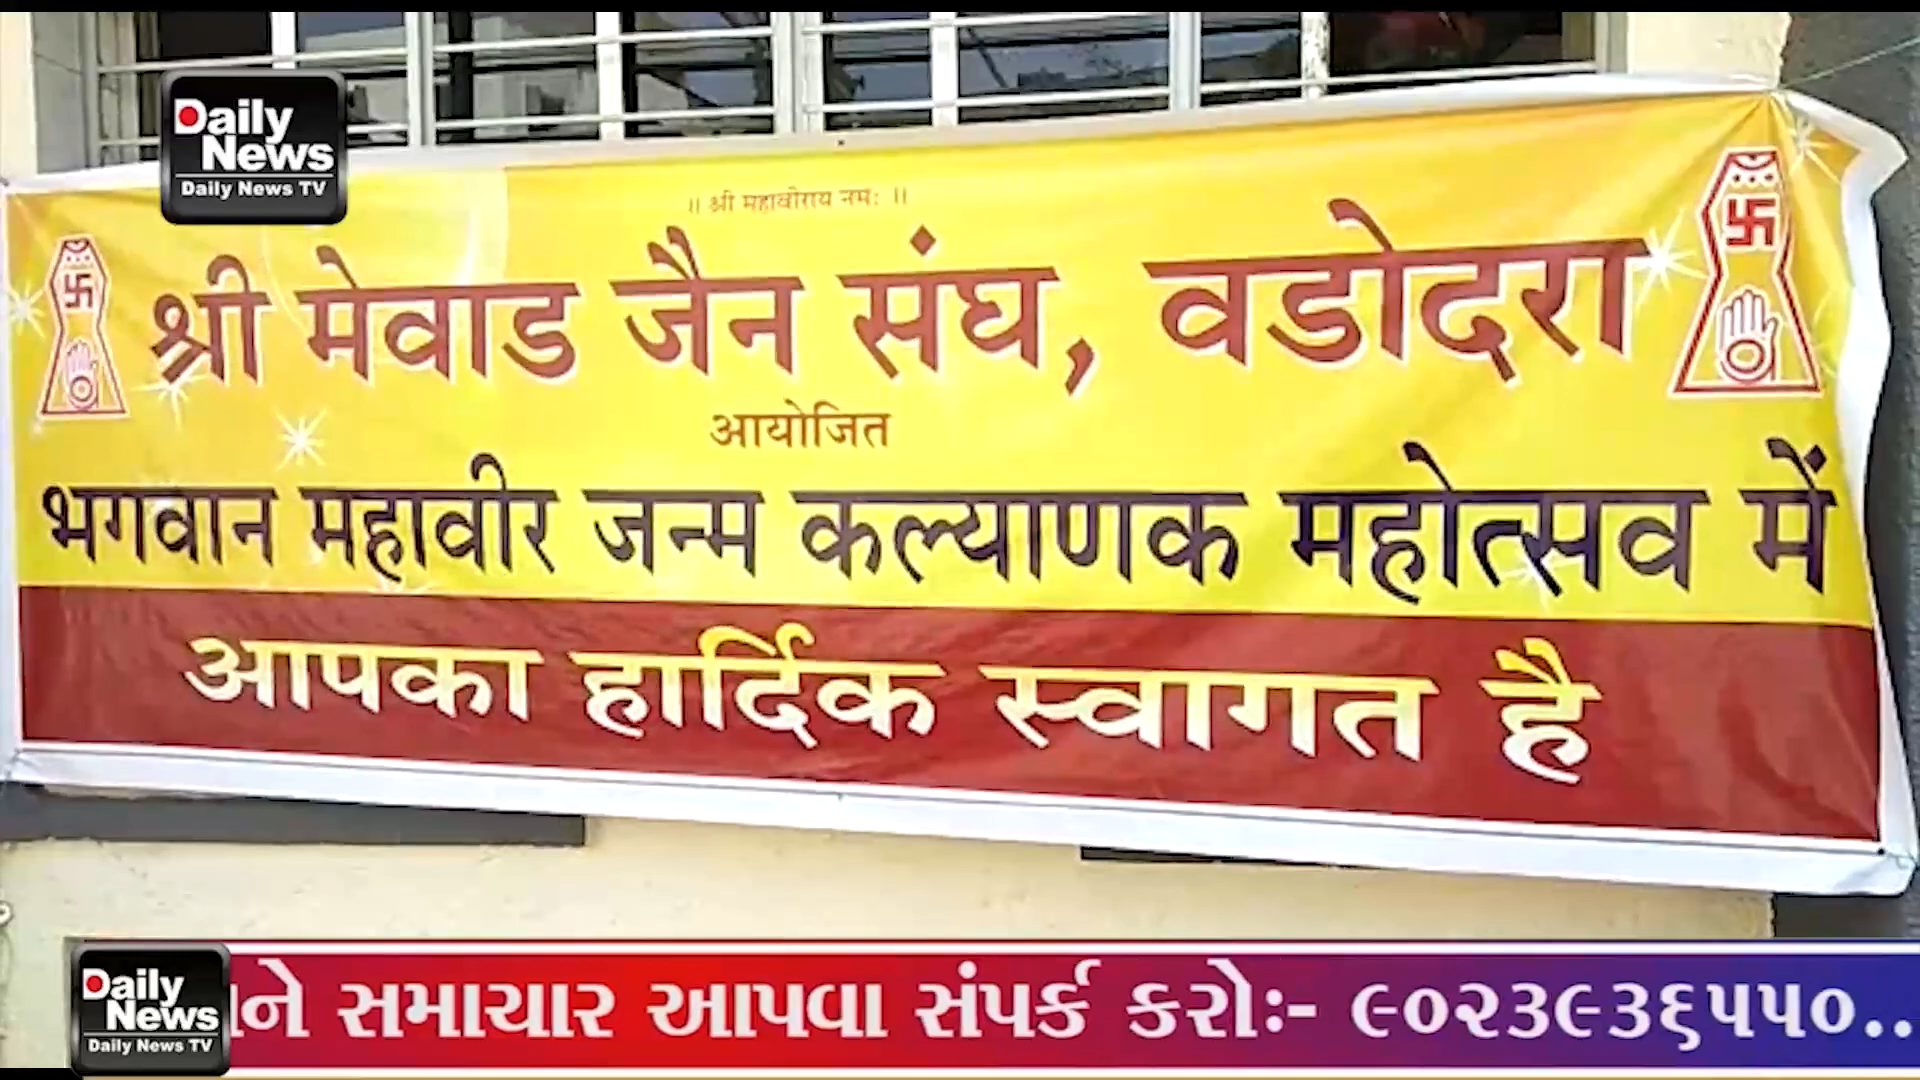 Daily
News
Daily News TV
॥ श्री महावीराय नमः ॥
श्री मेवाड जैन संघ, वडोदरा
आयोजित
भगवान महावीर जन्म कल्याणक महोत्सव में
आपका हार्दिक स्वागत है
Daily
News
Daily News TV
સમાચાર આપવા સંપર્ક કરોઃ- ૯૦૨૩૯૩૬૫૫૦..